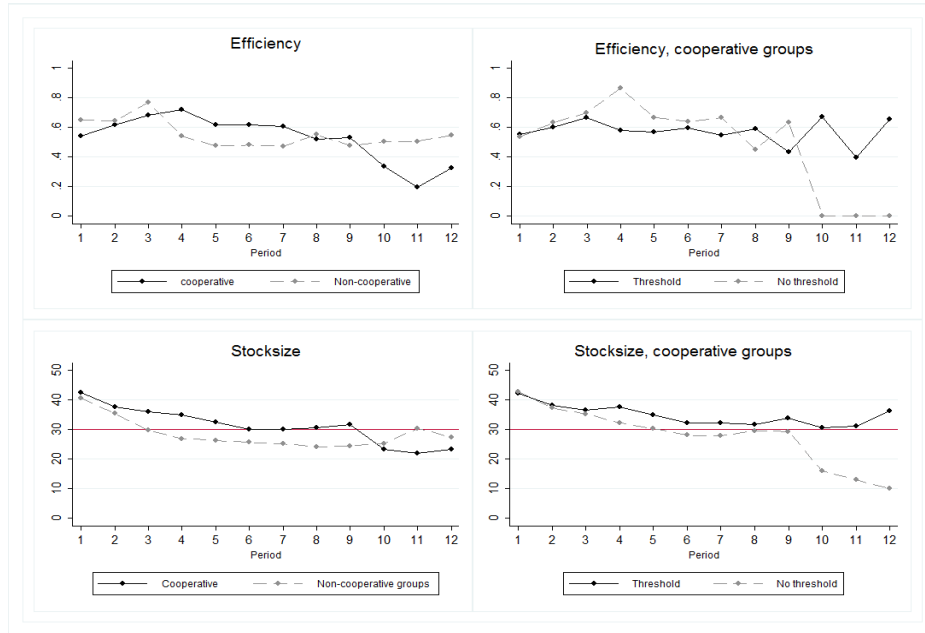 Efficiency
1
.8
.6
.4
.2
0
1 2 3 4 5 6 7 8 9 10 11 12
Period
cooperative Non-cooperative
Efficiency, cooperative groups
1
.8
.6
.4
.2
0
1 2 3 4 5 6 7 8 9 10 11 12
Period
Threshold No threshold
Stocksize
50
40
30
20
10
0
1 2 3 4 5 6 7 8 9 10 11 12
Period
Cooperative Non-cooperative groups
Stocksize, cooperative groups
50
40
30
20
10
0
1 2 3 4 5 6 7 8 9 10 11 12
Period
Threshold No threshold